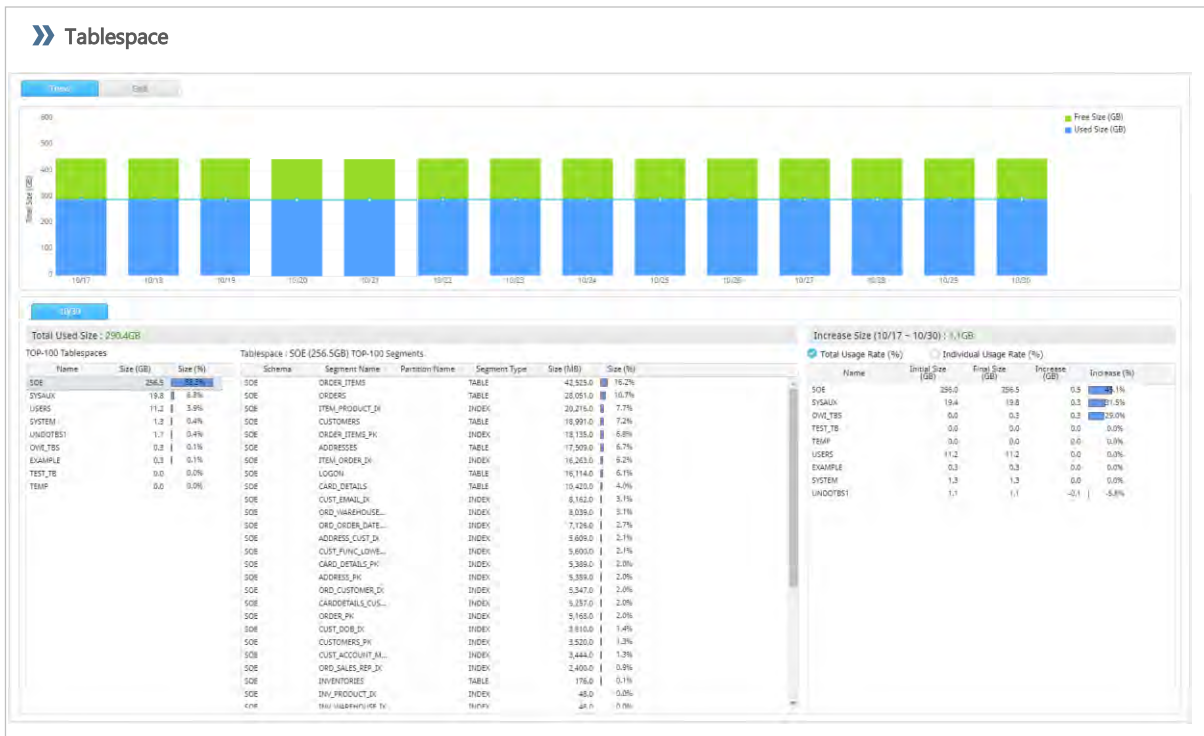 Tablespace
Trend
600
500
400
300
200
100
0
Total Size (GB)
10/17 10/18 10/19 10/20 10/21 10/22 10/23 10/24 10/25 10/26 10/27 10/28 10/29 10/30
Free Size (GB)
Used Size (GB)
Total Used Size : 290.4GB
TOP-100 Tablespaces
Name Size (GB) Size (%)
SOE 256.5
SYSAUX 19.8 6.8%
USERS 11.2 3.9%
SYSTEM 1.3 0.4%
UNDOTBS1 1.1 0.4%
OWI_TBS 0.3 0.1%
EXAMPLE 0.3 0.1%
TEST_TB 0.0 0.0%
TEMP 0.0 0.0%
Tablespace : SOE (256.5GB) TOP-100 Segments
Schema Segment Name Partition Name Segment Type Size (MB) Size (%)
SOE ORDER_ITEMS TABLE 42,525.0 16.2%
SOE ORDERS TABLE 28,051.0 10.7%
SOE ITEM_PRODUCT_IX INDEX 20,216.0 7.7%
SOE CUSTOMERS TABLE 18,991.0 7.2%
SOE ORDER_ITEMS_PK INDEX 18,135.0 6.8%
SOE ADDRESSES TABLE 17,509.0 6.7%
SOE ITEM_ORDER_IX INDEX 16,263.0 6.2%
SOE LOGON TABLE 16,114.0 6.1%
SOE CARD_DETAILS TABLE 10,420.0 4.0%
SOE CUST_EMAIL_IX INDEX 8,162.0 3.1%
SOE ORD_WAREHOUSE... INDEX 8,039.0 3.1%
SOE ORD_ORDER_DATE... INDEX 7,126.0 2.7%
SOE ADDRESS_CUST_IX INDEX 5,609.0 2.1%
SOE CUST_FUNC_LOWE... INDEX 5,600.0 2.1%
SOE CARD_DETAILS_PK INDEX 5,389.0 2.0%
SOE ADDRESS_PK INDEX 5,359.0 2.0%
SOE ORD_CUSTOMER_IX INDEX 5,347.0 2.0%
SOE CARDDETAILS_CUS... INDEX 5,257.0 2.0%
SOE ORDER_PK INDEX 5,168.0 2.0%
SOE CUST_DOB_IX INDEX 3,810.0 1.4%
SOE CUSTOMERS_PK INDEX 3,520.0 1.3%
SOE CUST_ACCOUNT_M... INDEX 3,444.0 1.3%
SOE ORD_SALES_REP_IX INDEX 2,400.0 0.9%
SOE INVENTORIES TABLE 176.0 0.1%
SOE INV_PRODUCT_IX INDEX 48.0 0.0%
SOE INV_WAREHOUSE_IX INDEX 48.0 0.0%
Increase Size (10/17 ~ 10/30) : 1.1GB
Total Usage Rate (%) Individual Usage Rate (%)
Name Initial Size (GB) Final Size (GB) Increase (GB) Increase (%)
SOE 256.0 256.5 0.5
SYSAUX 19.4 19.8 0.3 31.5%
OWI_TBS 0.0 0.3 0.3 29.0%
TEST_TB 0.0 0.0 0.0 0.0%
TEMP 0.0 0.0 0.0 0.0%
USERS 11.2 11.2 0.0 0.0%
EXAMPLE 0.3 0.3 0.0 0.0%
SYSTEM 1.3 1.3 0.0 0.0%
UNDOTBS1 1.1 1.1 -0.1 -5.8%